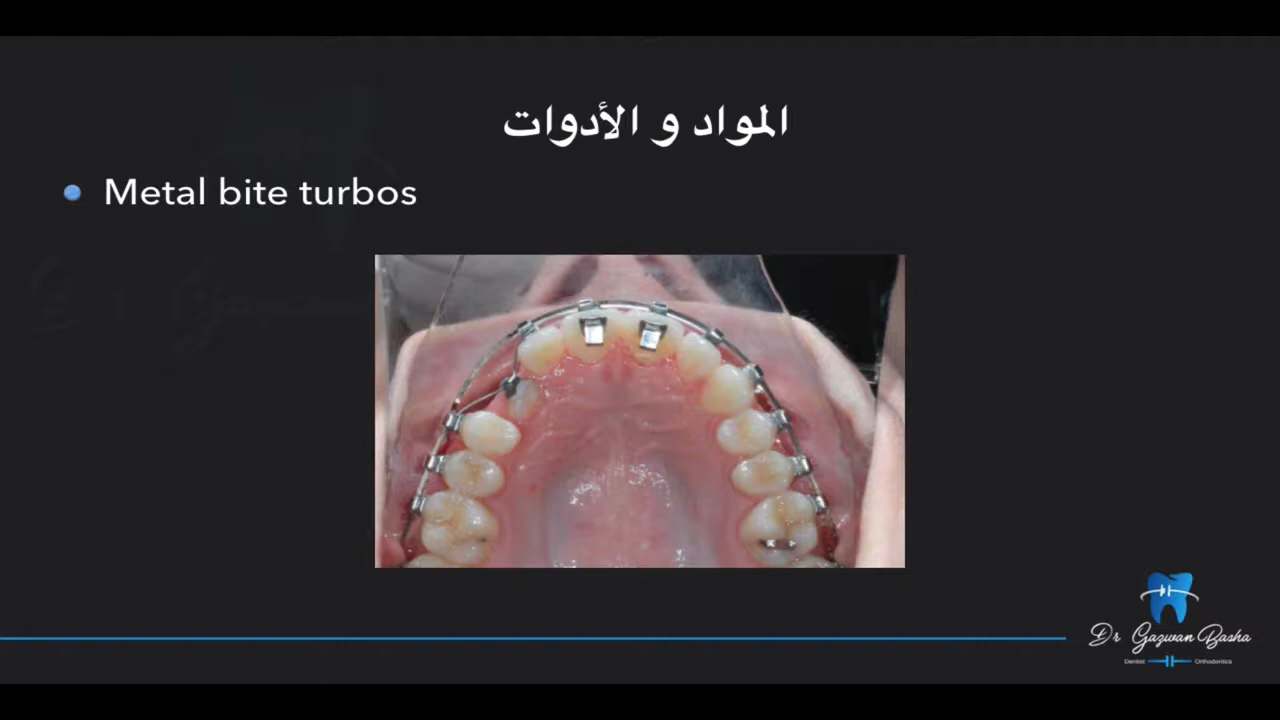 المواد و الأدوات
Metal bite turbos
Dr Gazwan Basha
Dentist Orthodontics